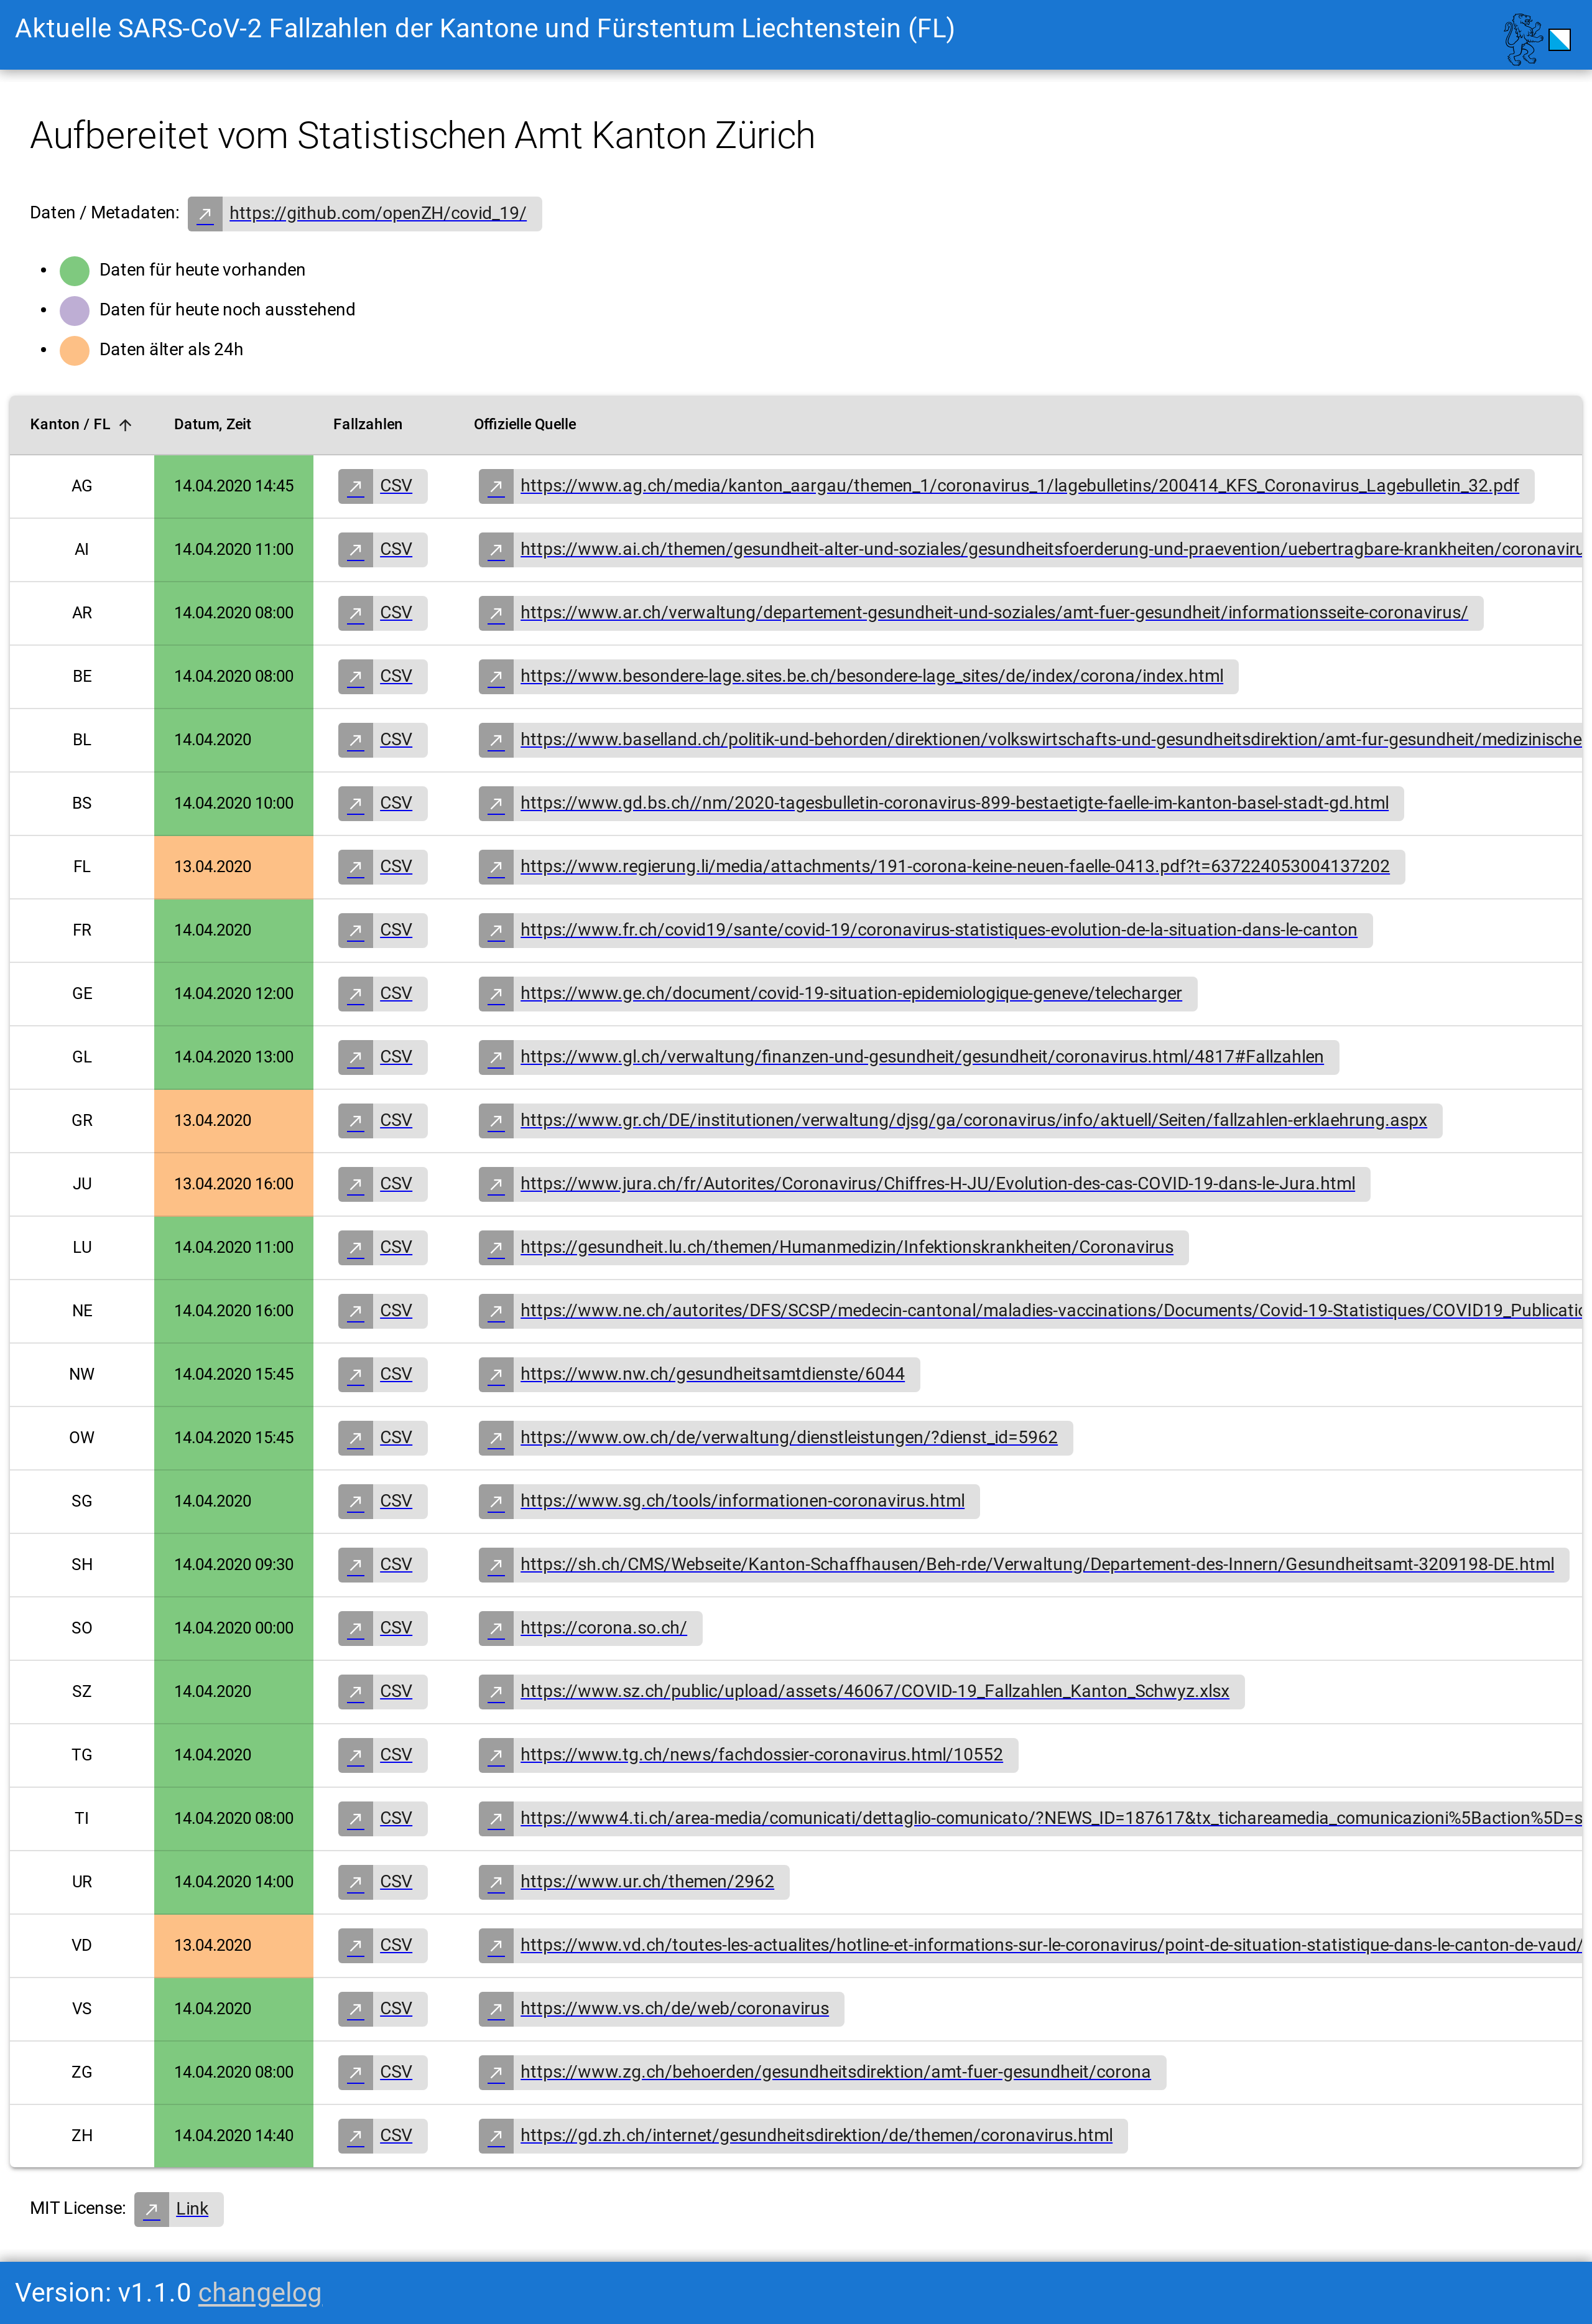 Aktuelle SARS-CoV-2 Fallzahlen der Kantone und Fürstentum Liechtenstein (FL)
Aufbereitet vom Statistischen Amt Kanton Zürich
Daten / Metadaten: https://github.com/openZH/covid_19/
Daten für heute vorhanden
Daten für heute noch ausstehend
Daten älter als 24h
Kanton / FL Datum, Zeit Fallzahlen Offizielle Quelle
AG 14.04.2020 14:45 CSV https://www.ag.ch/media/kanton_aargau/themen_1/coronavirus_1/lagebulletins/200414_KFS_Coronavirus_Lagebulletin_32.pdf
AI 14.04.2020 11:00 CSV https://www.ai.ch/themen/gesundheit-alter-und-soziales/gesundheitsfoerderung-und-praevention/uebertragbare-krankheiten/coronaviru
AR 14.04.2020 08:00 CSV https://www.ar.ch/verwaltung/departement-gesundheit-und-soziales/amt-fuer-gesundheit/informationsseite-coronavirus/
BE 14.04.2020 08:00 CSV https://www.besondere-lage.sites.be.ch/besondere-lage_sites/de/index/corona/index.html
BL 14.04.2020 CSV https://www.baselland.ch/politik-und-behorden/direktionen/volkswirtschafts-und-gesundheitsdirektion/amt-fur-gesundheit/medizinische
BS 14.04.2020 10:00 CSV https://www.gd.bs.ch//nm/2020-tagesbulletin-coronavirus-899-bestaetigte-faelle-im-kanton-basel-stadt-gd.html
FL 13.04.2020 CSV https://www.regierung.li/media/attachments/191-corona-keine-neuen-faelle-0413.pdf?t=637224053004137202
FR 14.04.2020 CSV https://www.fr.ch/covid19/sante/covid-19/coronavirus-statistiques-evolution-de-la-situation-dans-le-canton
GE 14.04.2020 12:00 CSV https://www.ge.ch/document/covid-19-situation-epidemiologique-geneve/telecharger
GL 14.04.2020 13:00 CSV https://www.gl.ch/verwaltung/finanzen-und-gesundheit/gesundheit/coronavirus.html/4817#Fallzahlen
GR 13.04.2020 CSV https://www.gr.ch/DE/institutionen/verwaltung/djsg/ga/coronavirus/info/aktuell/Seiten/fallzahlen-erklaehrung.aspx
JU 13.04.2020 16:00 CSV https://www.jura.ch/fr/Autorites/Coronavirus/Chiffres-H-JU/Evolution-des-cas-COVID-19-dans-le-Jura.html
LU 14.04.2020 11:00 CSV https://gesundheit.lu.ch/themen/Humanmedizin/Infektionskrankheiten/Coronavirus
NE 14.04.2020 16:00 CSV https://www.ne.ch/autorites/DFS/SCSP/medecin-cantonal/maladies-vaccinations/Documents/Covid-19-Statistiques/COVID19_Publicatio
NW 14.04.2020 15:45 CSV https://www.nw.ch/gesundheitsamtdienste/6044
OW 14.04.2020 15:45 CSV https://www.ow.ch/de/verwaltung/dienstleistungen/?dienst_id=5962
SG 14.04.2020 CSV https://www.sg.ch/tools/informationen-coronavirus.html
SH 14.04.2020 09:30 CSV https://sh.ch/CMS/Webseite/Kanton-Schaffhausen/Beh-rde/Verwaltung/Departement-des-Innern/Gesundheitsamt-3209198-DE.html
SO 14.04.2020 00:00 CSV https://corona.so.ch/
SZ 14.04.2020 CSV https://www.sz.ch/public/upload/assets/46067/COVID-19_Fallzahlen_Kanton_Schwyz.xlsx
TG 14.04.2020 CSV https://www.tg.ch/news/fachdossier-coronavirus.html/10552
TI 14.04.2020 08:00 CSV https://www4.ti.ch/area-media/comunicati/dettaglio-comunicato/?NEWS_ID=187617&tx_tichareamedia_comunicazioni%5Baction%5D=s
UR 14.04.2020 14:00 CSV https://www.ur.ch/themen/2962
VD 13.04.2020 CSV https://www.vd.ch/toutes-les-actualites/hotline-et-informations-sur-le-coronavirus/point-de-situation-statistique-dans-le-canton-de-vaud/
VS 14.04.2020 CSV https://www.vs.ch/de/web/coronavirus
ZG 14.04.2020 08:00 CSV https://www.zg.ch/behoerden/gesundheitsdirektion/amt-fuer-gesundheit/corona
ZH 14.04.2020 14:40 CSV https://gd.zh.ch/internet/gesundheitsdirektion/de/themen/coronavirus.html
MIT License: Link
Version: v1.1.0 changelog